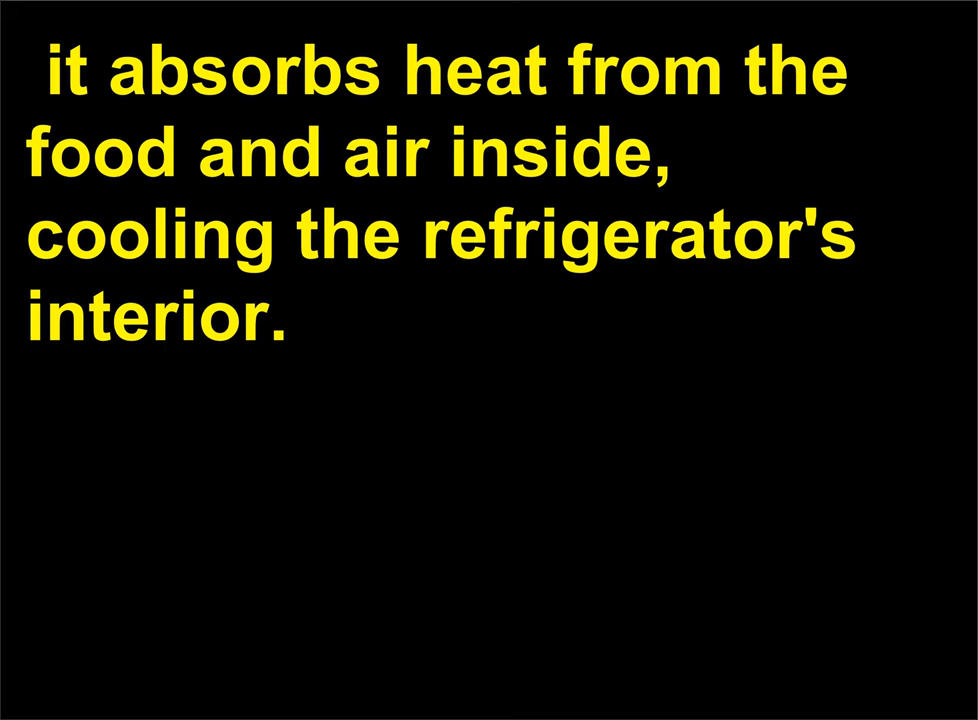 it absorbs heat from the
food and air inside,
cooling the refrigerator's
interior.